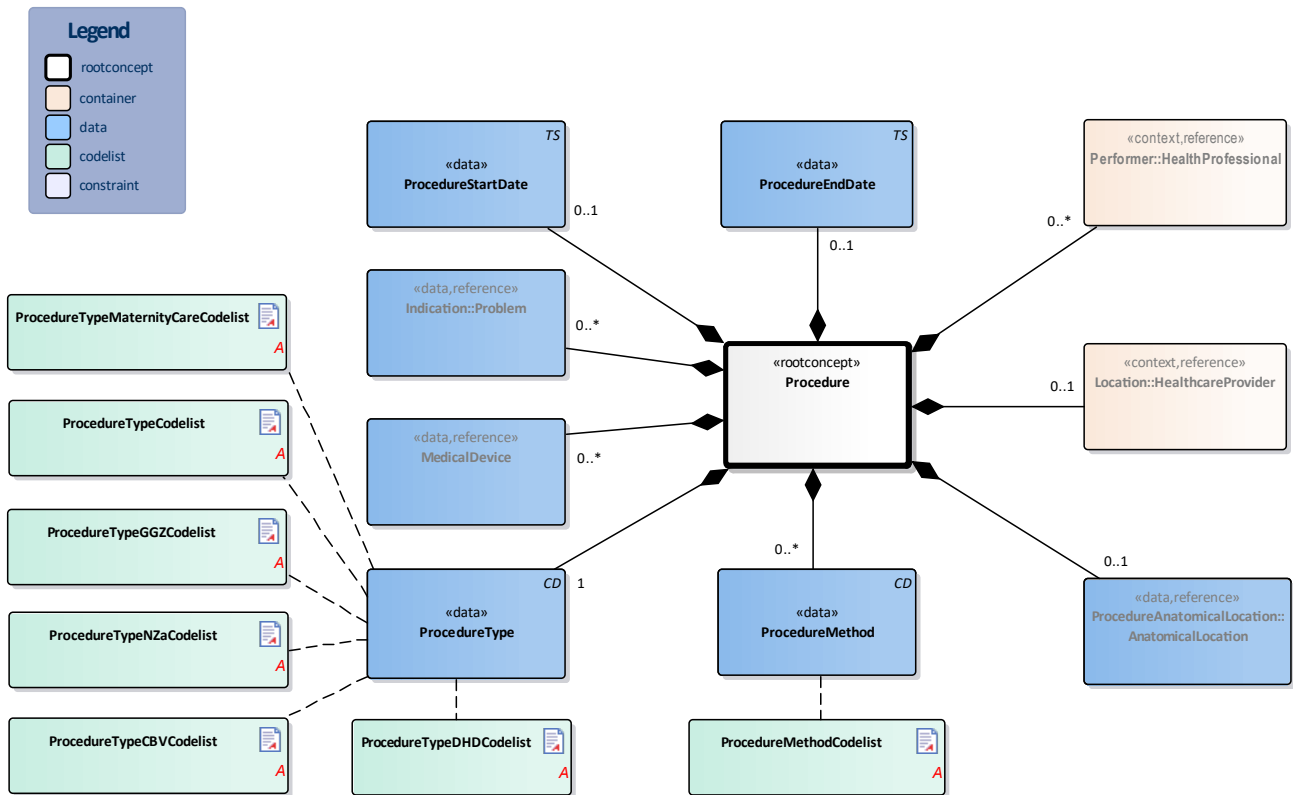 Legend
rootconcept
container
data
codelist
constraint
TS
«data»
ProcedureStartDate
0..1
TS
«data»
ProcedureEndDate
0..1
«context,reference»
Performer::HealthProfessional
0..*
«data,reference»
Indication::Problem
0..*
«rootconcept»
Procedure
«context,reference»
Location::HealthcareProvider
0..1
«data,reference»
MedicalDevice
0..*
ProcedureTypeMaternityCareCodelist
A
ProcedureTypeCodelist
A
ProcedureTypeGGZCodelist
A
ProcedureTypeNZaCodelist
A
ProcedureTypeCBVCodelist
A
CD
«data»
ProcedureType
1
CD
«data»
ProcedureMethod
0..*
«data,reference»
ProcedureAnatomicalLocation::
AnatomicalLocation
0..1
ProcedureTypeDHDCodelist
A
ProcedureMethodCodelist
A